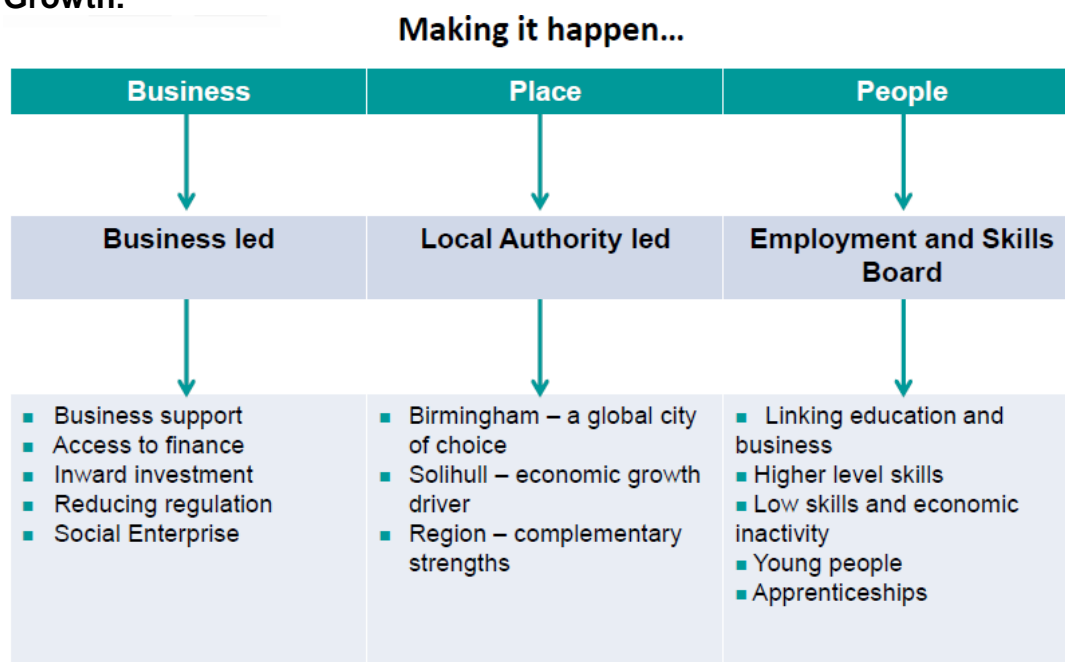 Growth.
Making it happen…
Business
Place
People
Business led
Local Authority led
Employment and Skills
Board
■ Business support
■ Access to finance
■ Inward investment
■ Reducing regulation
■ Social Enterprise
■ Birmingham – a global city
of choice
■ Solihull – economic growth
driver
■ Region – complementary
strengths
■ Linking education and
business
■ Higher level skills
■ Low skills and economic
inactivity
■ Young people
■ Apprenticeships